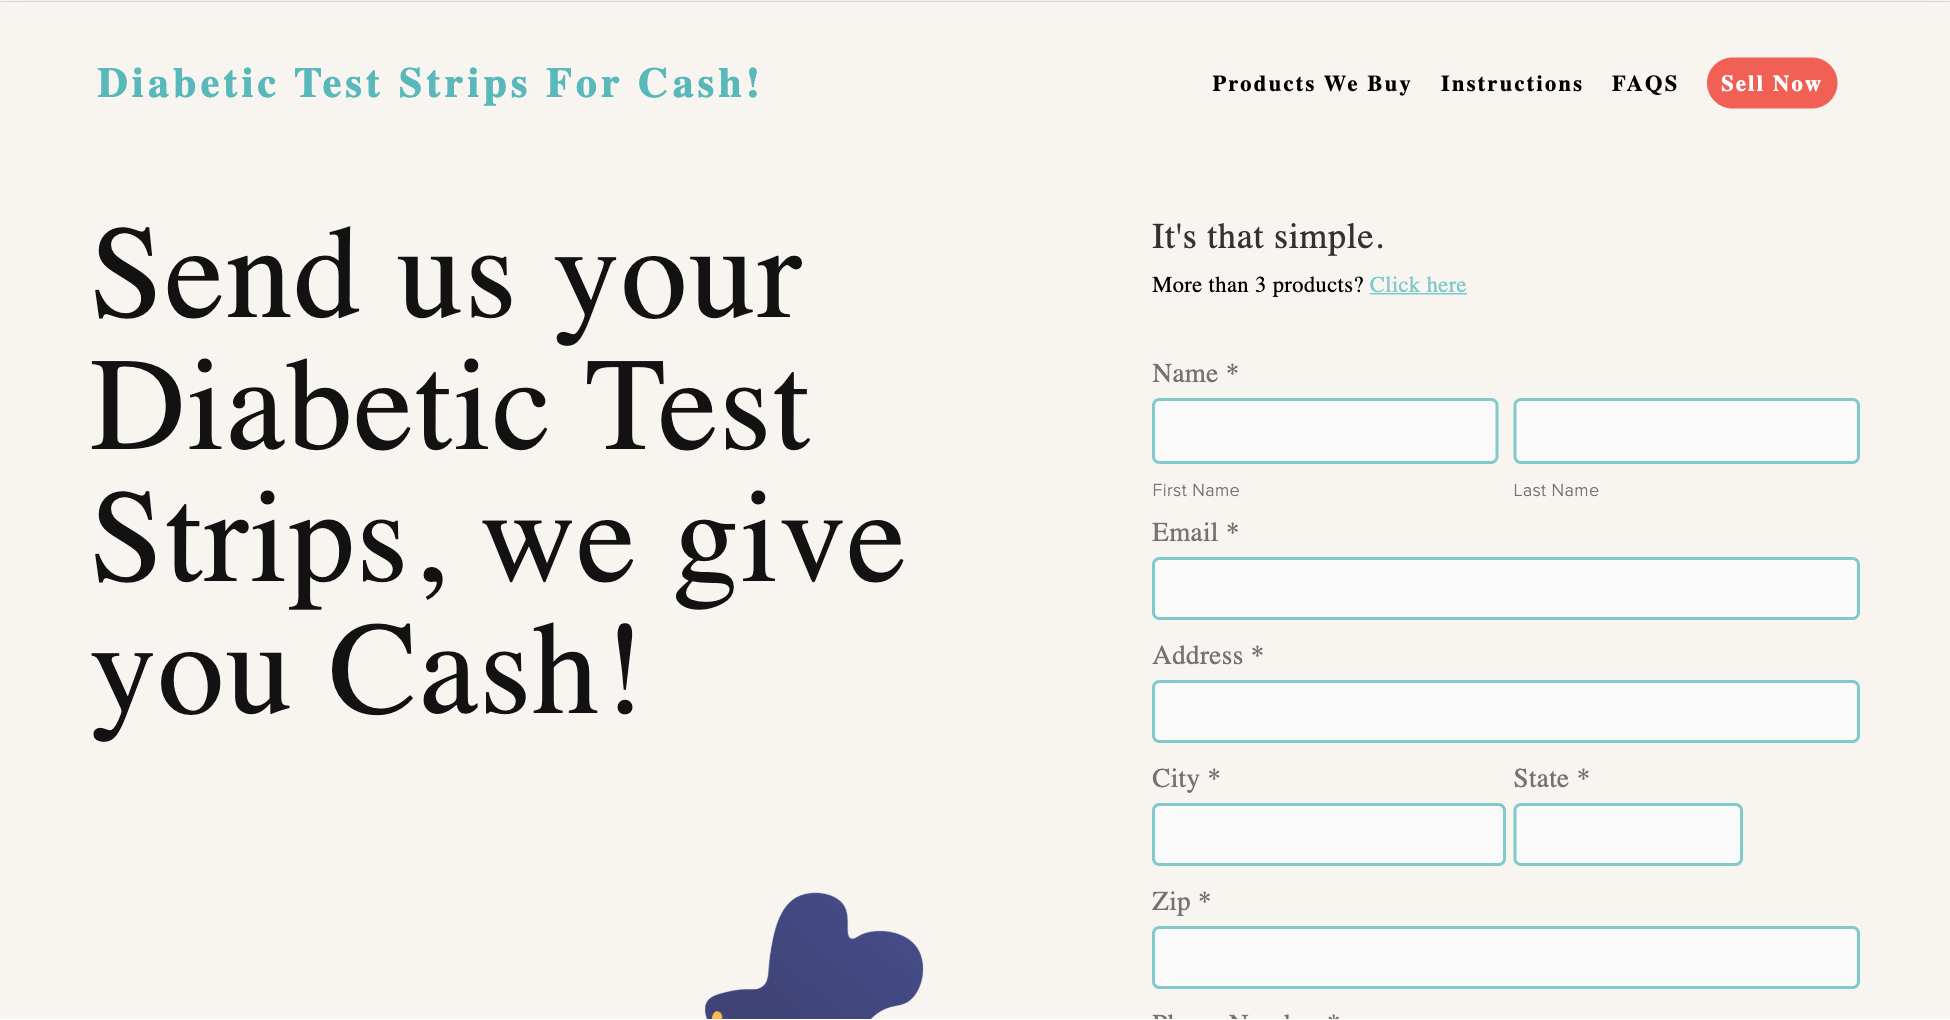 Diabetic Test Strips For Cash!
Products We Buy
Instructions
FAQS
Sell Now
Send us your
Diabetic Test
Strips, we give
you Cash!
It's that simple.
More than 3 products? Click here
Name *
First Name
Last Name
Email *
Address *
City *
State *
Zip *